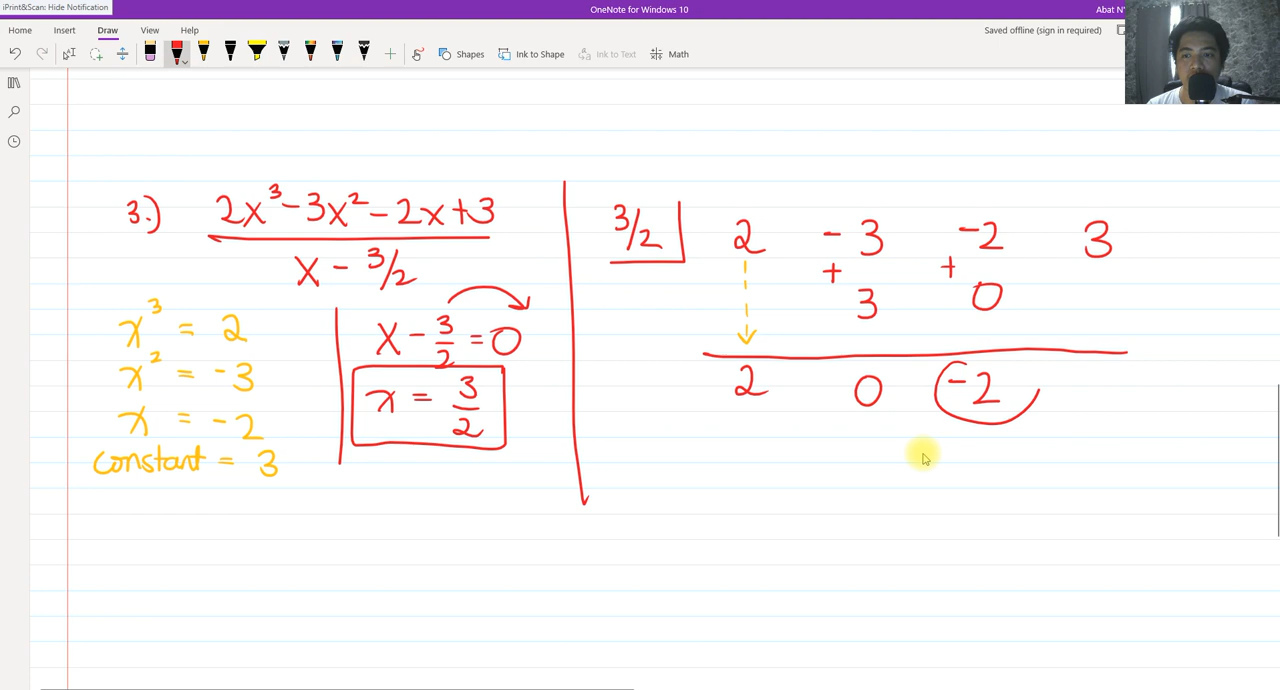 iPrint&Scan: Hide Notification
OneNote for Windows 10
Abat N
Home Insert Draw View Help
Saved offline (sign in required)
Shapes Ink to Shape Ink to Text Math
3.) 2x³ - 3x² - 2x + 3
x - 3/2
x³ = 2
x² = -3
x = -2
constant = 3
x - 3/2 = 0
x = 3/2
3/2 2 -3 -2 3
+ +
3 0
2 0 -2